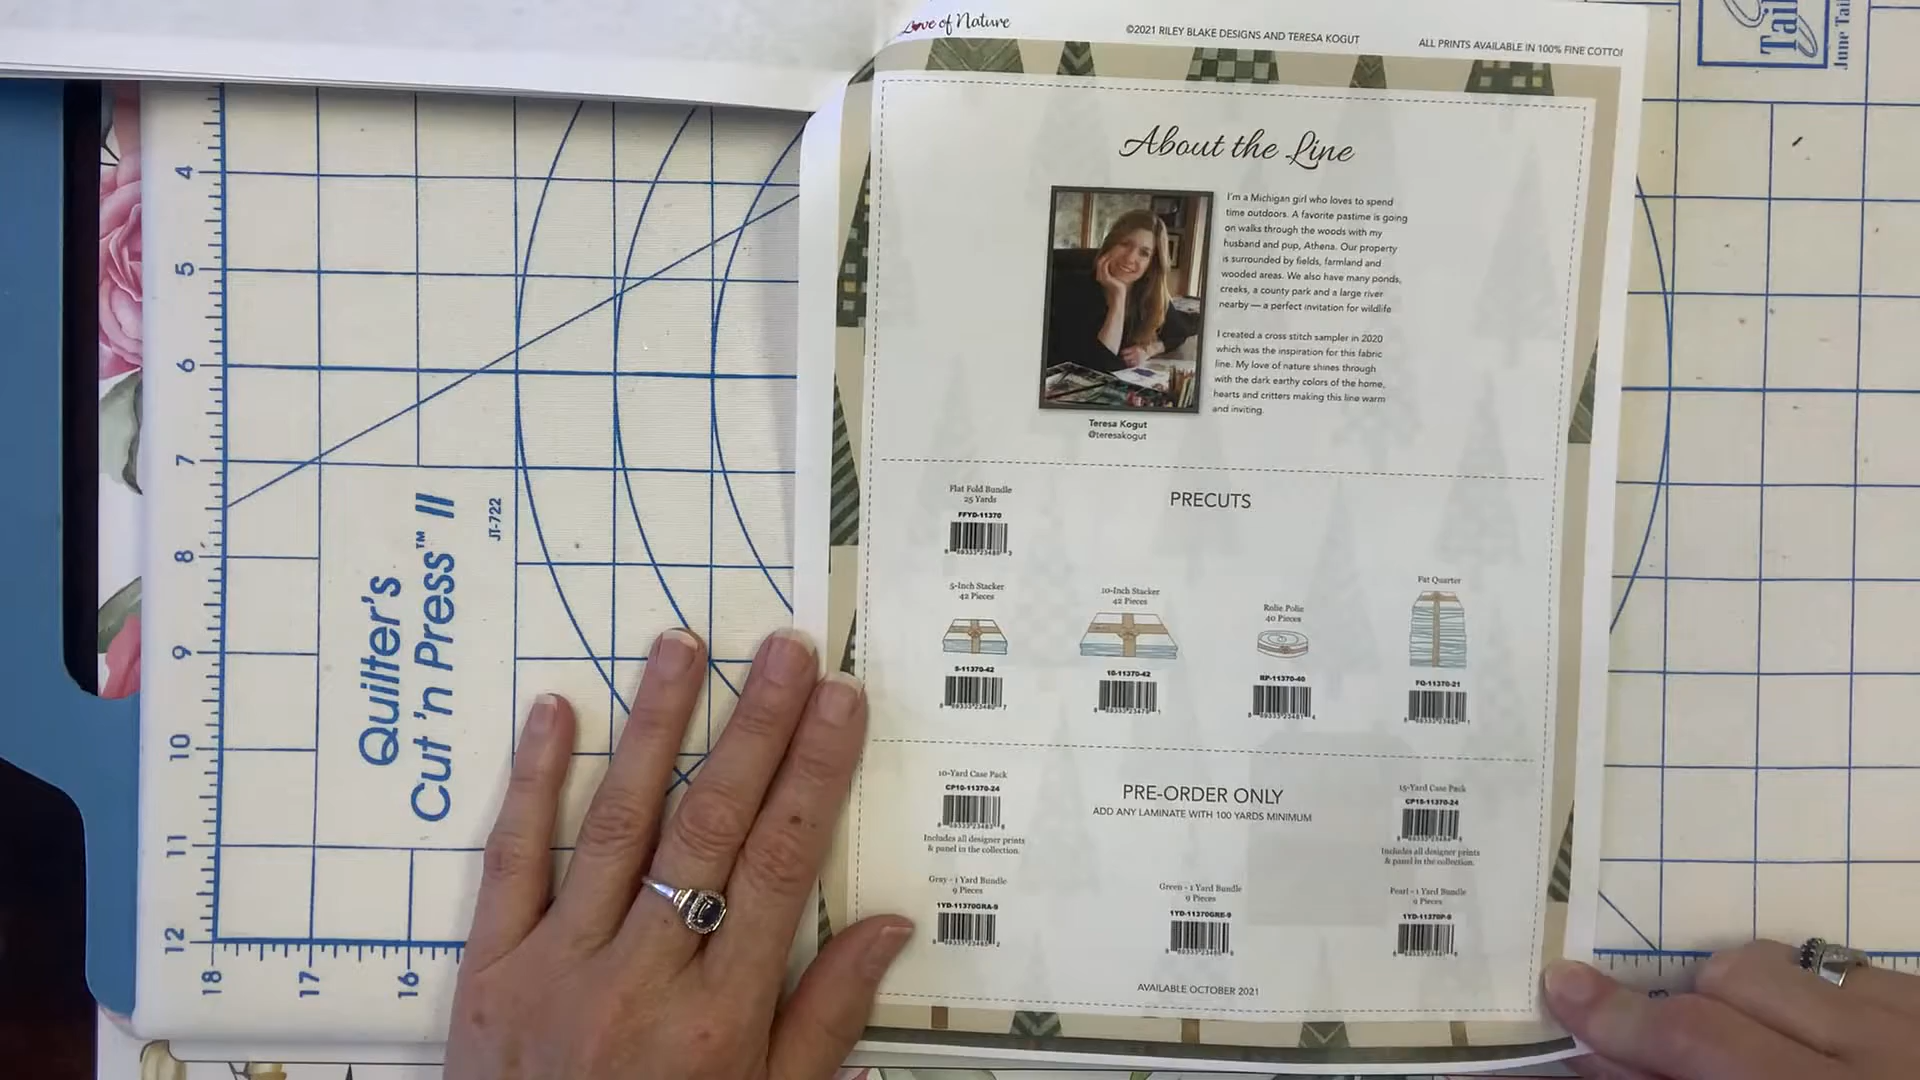 Love of Nature
©2021 RILEY BLAKE DESIGNS AND TERESA KOGUT
ALL PRINTS AVAILABLE IN 100% FINE
About the Line
I'm a Michigan girl who loves to spend
time outdoors. A favorite pastime is going
on walks through the woods with my
husband and pup, Athena. Our property
is surrounded by fields, farmland and
wooded areas. We also have many ponds,
creeks, a county park and a large river
nearby — a perfect invitation for wildlife
I created a cross stitch sampler in 2020
which was the inspiration for this fabric
line. My love of nature shines through
with the dark earthy colors of the home,
hearts and critters making this line warm
and inviting.
Teresa Kogut
@teresakogut
PRECUTS
Flat Fold Bundle
25 Yards
FFYD-11370
5-Inch Stacker
42 Pieces
5-11370-42
10-Inch Stacker
42 Pieces
10-11370-42
Rolie Polie
40 Pieces
RP-11370-40
Fat Quarter
FQ-11370-21
PRE-ORDER ONLY
ADD ANY LAMINATE WITH 100 YARDS MINIMUM
10-Yard Case Pack
CP10-11370-24
Includes all designer prints
& panel in the collection.
15-Yard Case Pack
CP15-11370-24
Includes all designer prints
& panel in the collection.
Gray - 1 Yard Bundle
9 Pieces
1YD-11370GRA-9
Green - 1 Yard Bundle
9 Pieces
1YD-11370GRE-9
Pearl - 1 Yard Bundle
9 Pieces
1YD-11370P-9
AVAILABLE OCTOBER 2021
Quilter's
Cut 'n Press™ II
JT-722
4
5
6
7
8
9
10
11
12
18
17
16
June Tail